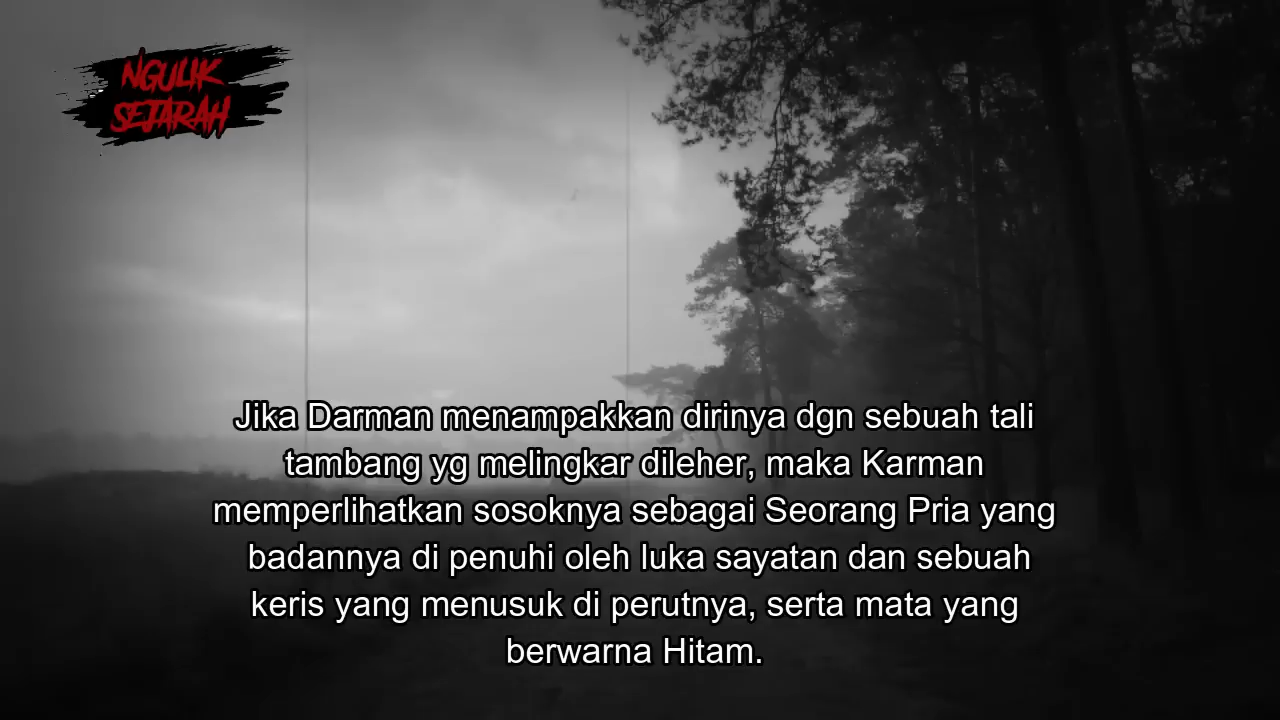 NGULIK
SEJARAH
Jika Darman menampakkan dirinya dgn sebuah tali
tambang yg melingkar dileher, maka Karman
memperlihatkan sosoknya sebagai Seorang Pria yang
badannya di penuhi oleh luka sayatan dan sebuah
keris yang menusuk di perutnya, serta mata yang
berwarna Hitam.